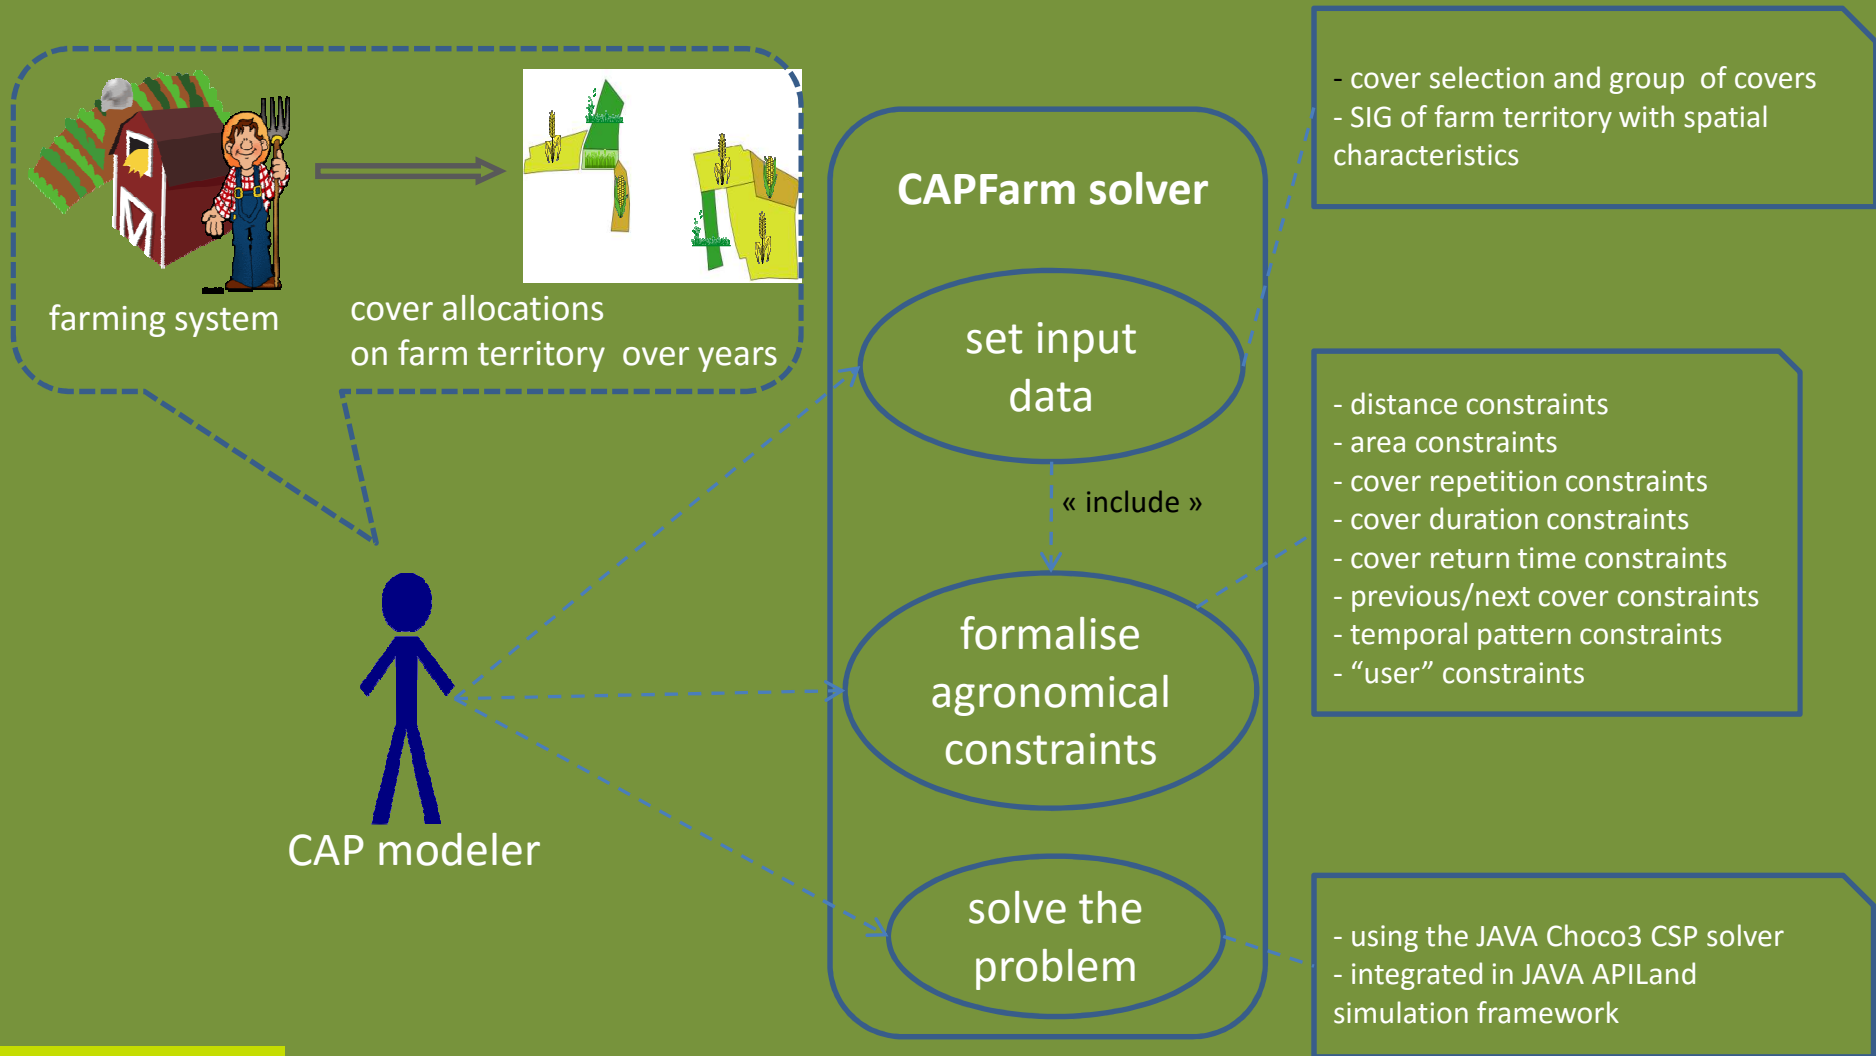 farming system
cover allocations
on farm territory over years
CAP modeler
CAPFarm solver
set input
data
« include »
formalise
agronomical
constraints
solve the
problem
- cover selection and group of covers
- SIG of farm territory with spatial
characteristics
- distance constraints
- area constraints
- cover repetition constraints
- cover duration constraints
- cover return time constraints
- previous/next cover constraints
- temporal pattern constraints
- “user” constraints
- using the JAVA Choco3 CSP solver
- integrated in JAVA APILand
simulation framework